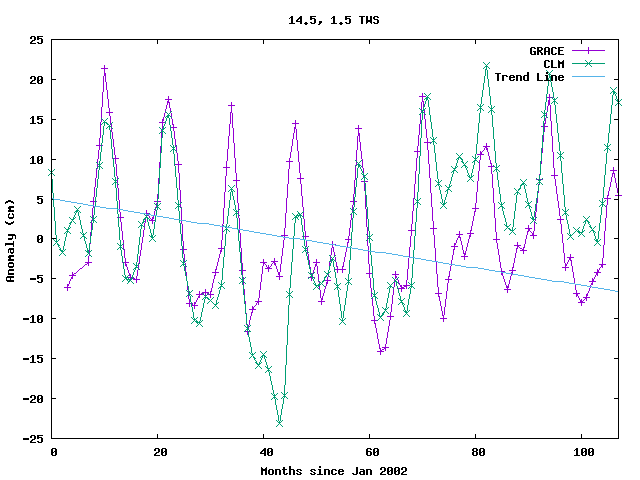 14.5, 1.5 TWS
GRACE
CLM
Trend Line
25
20
15
10
5
0
-5
-10
-15
-20
-25
Anomaly (cm)
0 20 40 60 80 100
Months since Jan 2002